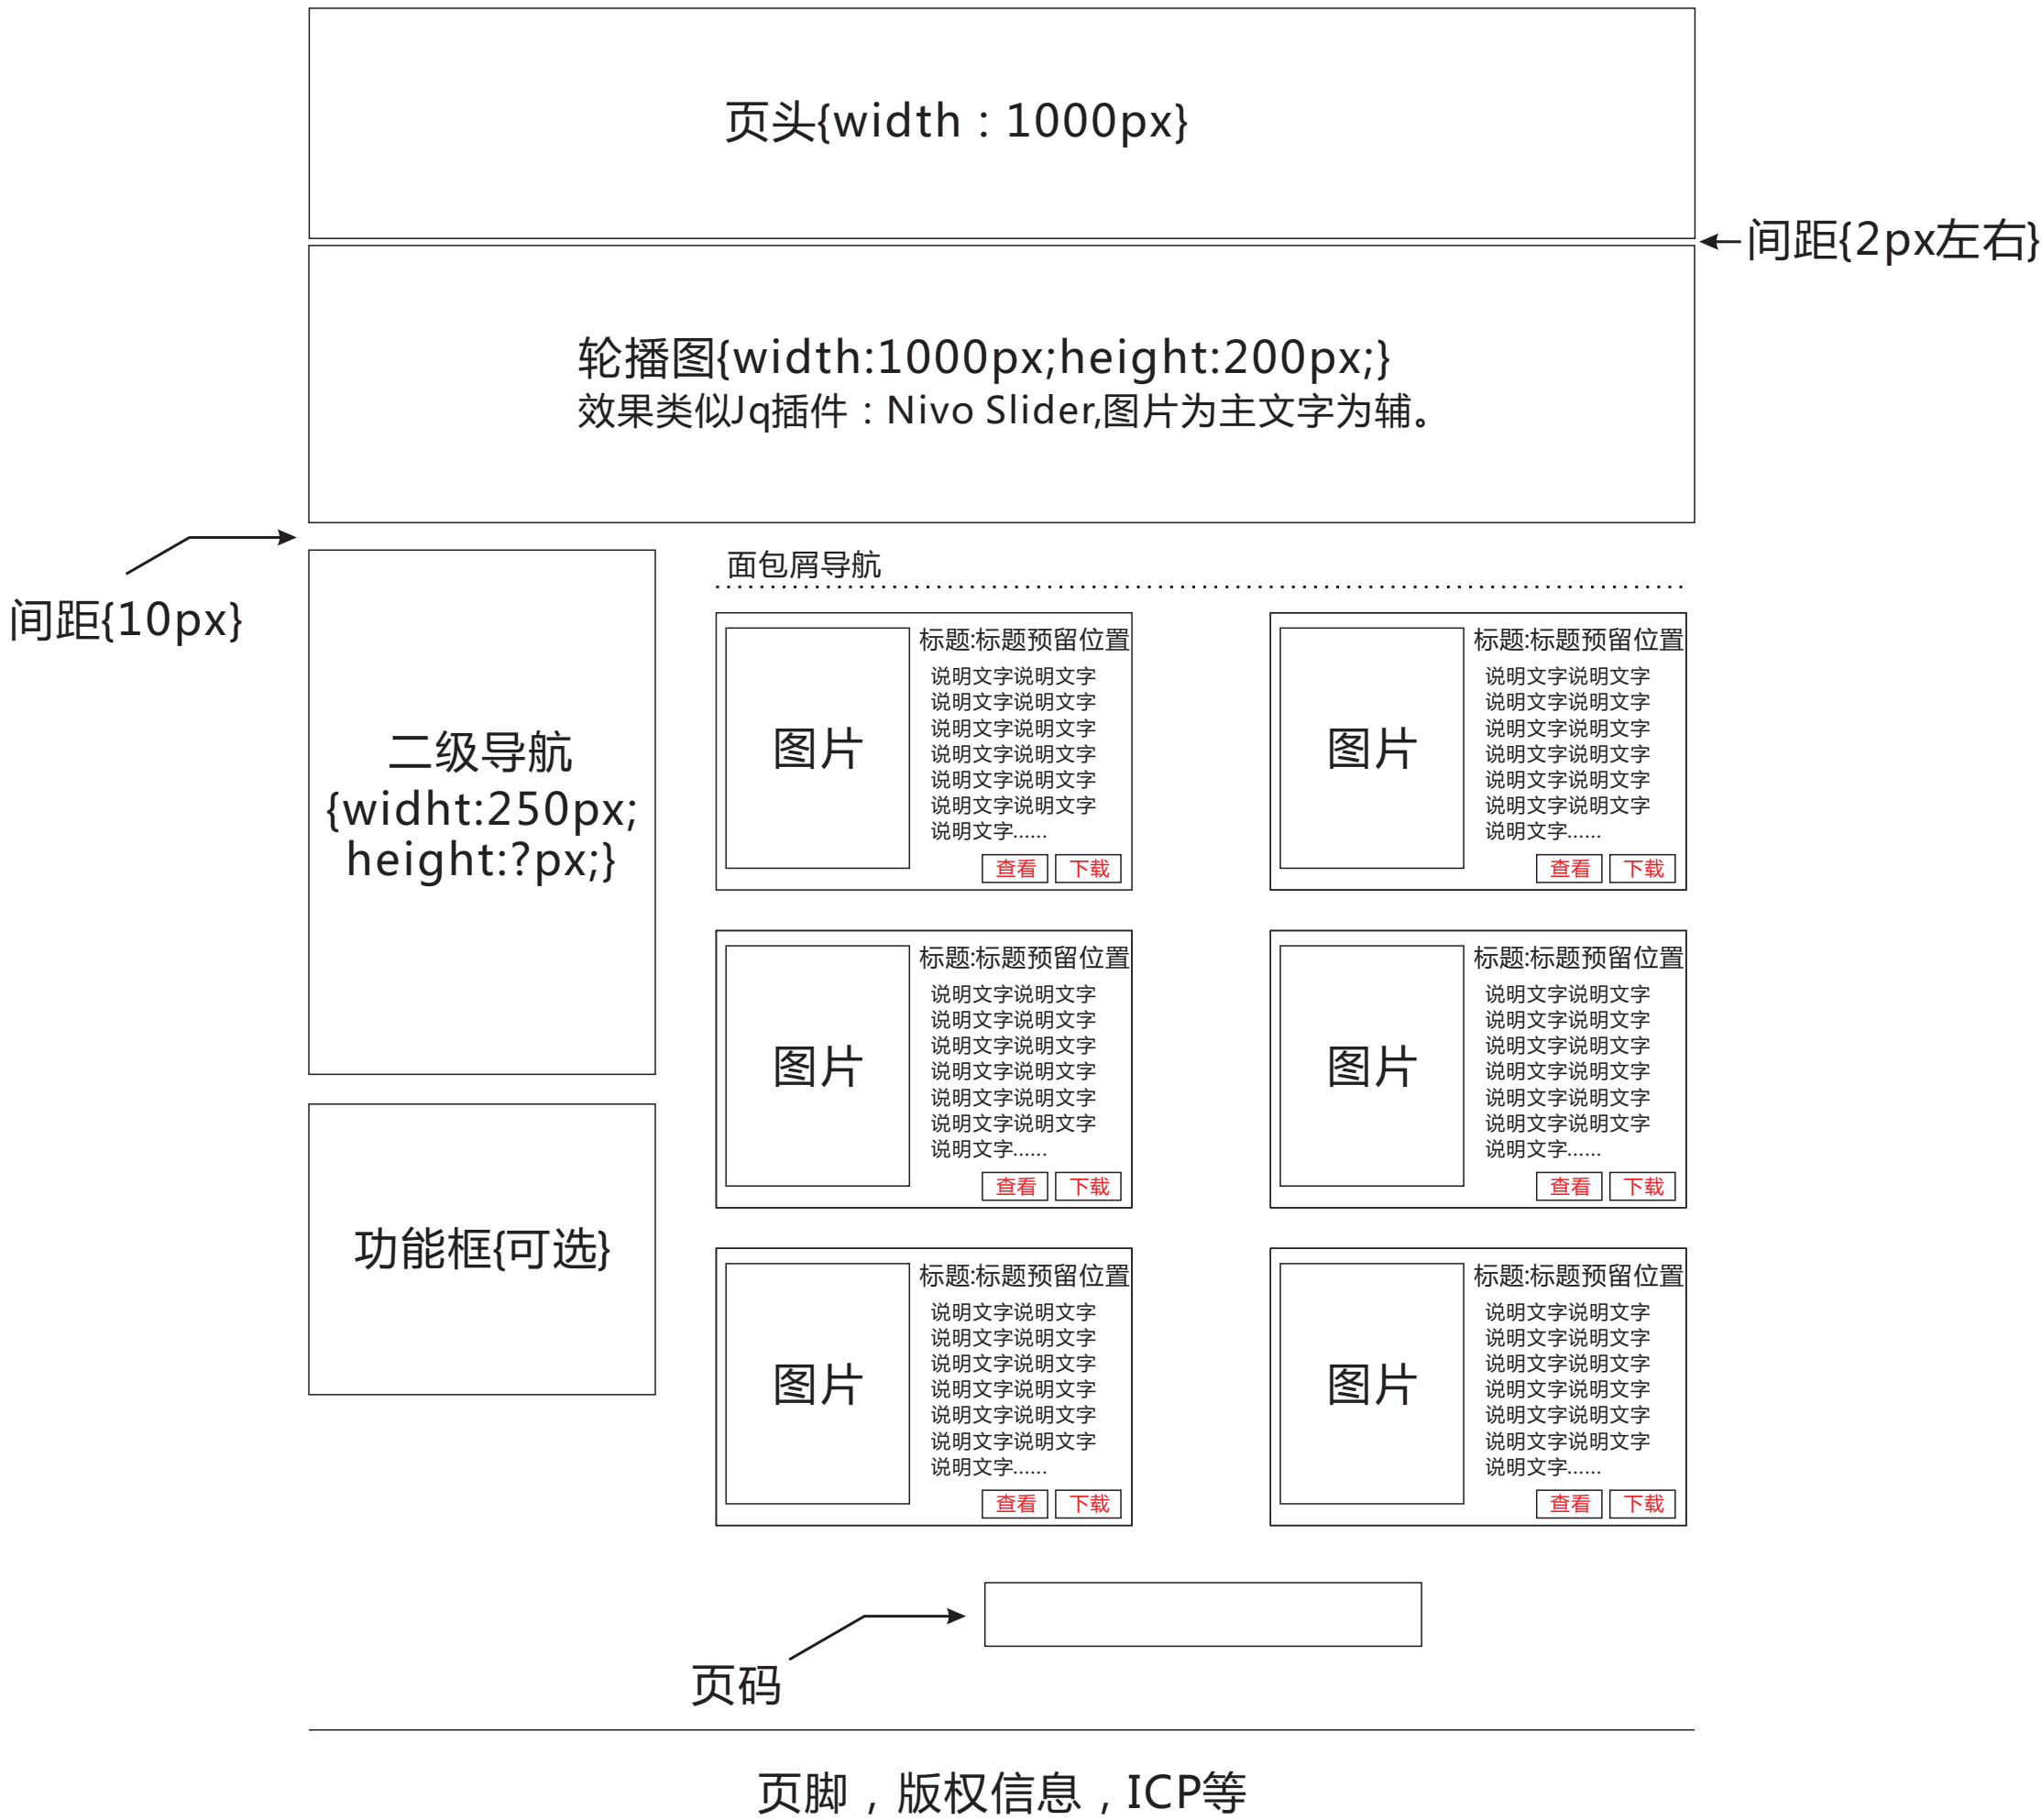 页头{width：1000px}
间距{2px左右}
轮播图{width:1000px;height:200px;}
效果类似Jq插件：Nivo Slider,图片为主文字为辅。
间距{10px}
二级导航
{widht:250px;
height:?px;}
功能框{可选}
面包屑导航
图片
标题:标题预留位置
说明文字说明文字
说明文字说明文字
说明文字说明文字
说明文字说明文字
说明文字说明文字
说明文字说明文字
说明文字......
查看 下载
图片
标题:标题预留位置
说明文字说明文字
说明文字说明文字
说明文字说明文字
说明文字说明文字
说明文字说明文字
说明文字说明文字
说明文字......
查看 下载
图片
标题:标题预留位置
说明文字说明文字
说明文字说明文字
说明文字说明文字
说明文字说明文字
说明文字说明文字
说明文字说明文字
说明文字......
查看 下载
图片
标题:标题预留位置
说明文字说明文字
说明文字说明文字
说明文字说明文字
说明文字说明文字
说明文字说明文字
说明文字说明文字
说明文字......
查看 下载
图片
标题:标题预留位置
说明文字说明文字
说明文字说明文字
说明文字说明文字
说明文字说明文字
说明文字说明文字
说明文字说明文字
说明文字......
查看 下载
图片
标题:标题预留位置
说明文字说明文字
说明文字说明文字
说明文字说明文字
说明文字说明文字
说明文字说明文字
说明文字说明文字
说明文字......
查看 下载
页码
页脚，版权信息，ICP等